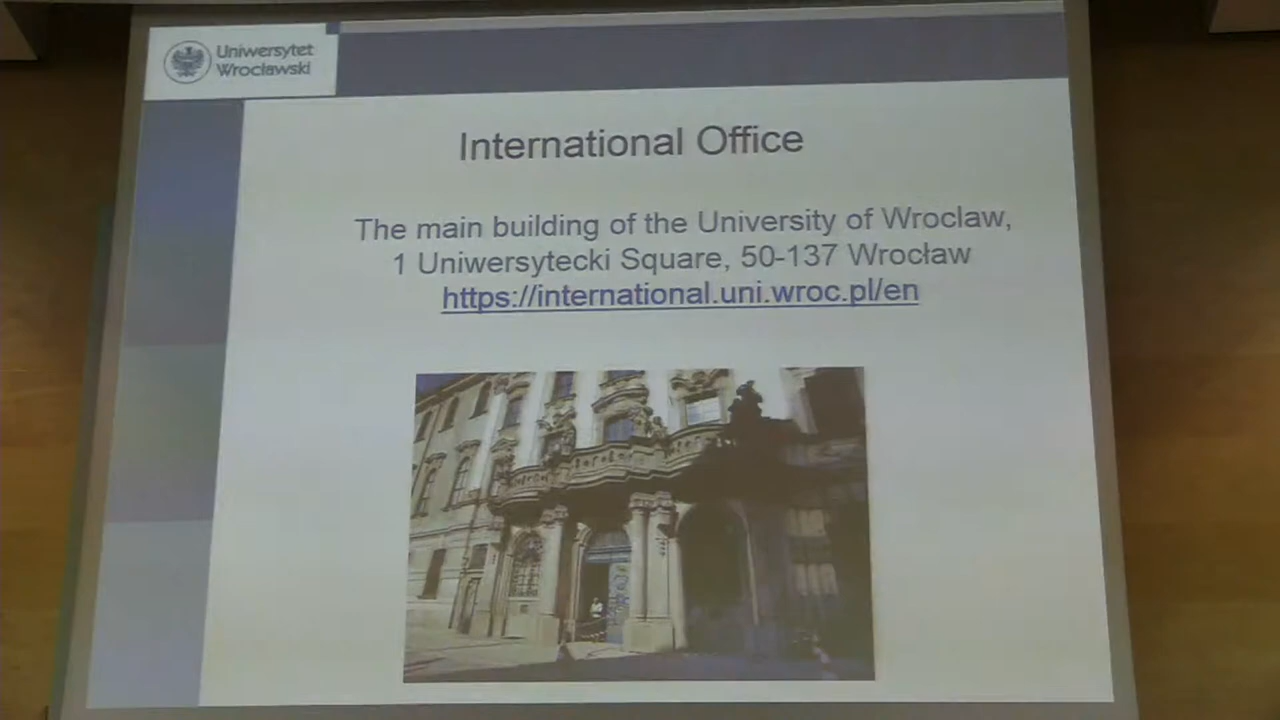 Uniwersytet
Wrocławski
International Office
The main building of the University of Wroclaw,
1 Uniwersytecki Square, 50-137 Wrocław
https://international.uni.wroc.pl/en